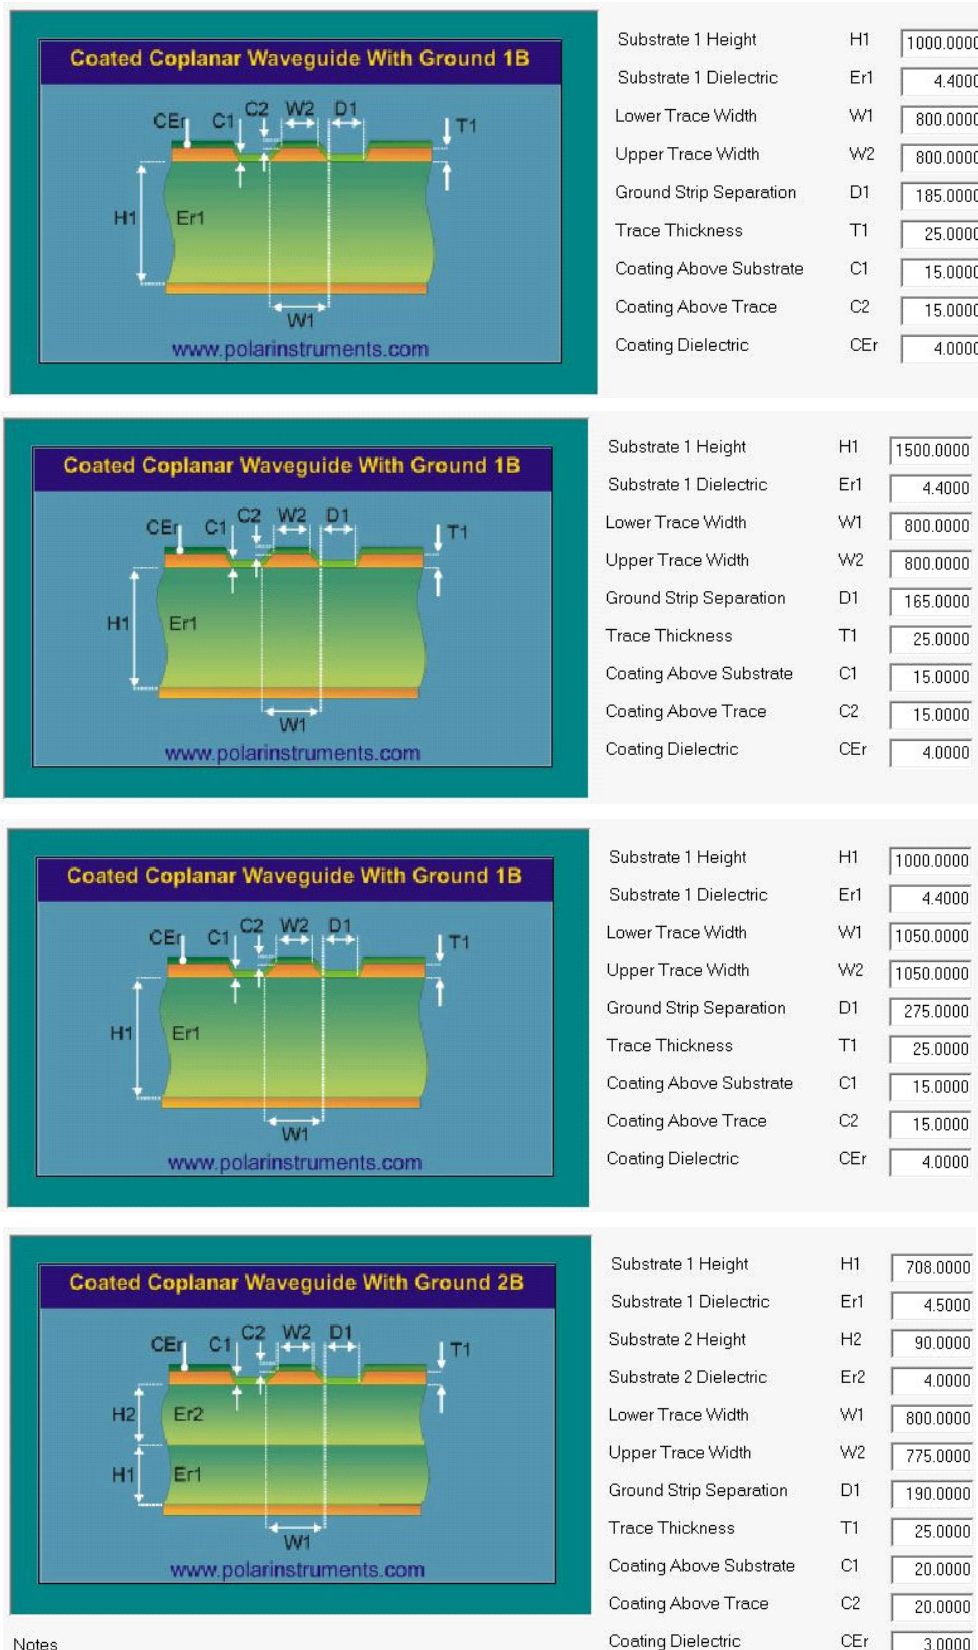 Coated Coplanar Waveguide With Ground 1B
CEr C1 C2 W2 D1 T1
H1 Er1
W1
www.polarinstruments.com
Substrate 1 Height H1 1000.0000
Substrate 1 Dielectric Er1 4.4000
Lower Trace Width W1 800.0000
Upper Trace Width W2 800.0000
Ground Strip Separation D1 185.0000
Trace Thickness T1 25.0000
Coating Above Substrate C1 15.0000
Coating Above Trace C2 15.0000
Coating Dielectric CEr 4.0000
Coated Coplanar Waveguide With Ground 1B
CEr C1 C2 W2 D1 T1
H1 Er1
W1
www.polarinstruments.com
Substrate 1 Height H1 1500.0000
Substrate 1 Dielectric Er1 4.4000
Lower Trace Width W1 800.0000
Upper Trace Width W2 800.0000
Ground Strip Separation D1 165.0000
Trace Thickness T1 25.0000
Coating Above Substrate C1 15.0000
Coating Above Trace C2 15.0000
Coating Dielectric CEr 4.0000
Coated Coplanar Waveguide With Ground 1B
CEr C1 C2 W2 D1 T1
H1 Er1
W1
www.polarinstruments.com
Substrate 1 Height H1 1000.0000
Substrate 1 Dielectric Er1 4.4000
Lower Trace Width W1 1050.0000
Upper Trace Width W2 1050.0000
Ground Strip Separation D1 275.0000
Trace Thickness T1 25.0000
Coating Above Substrate C1 15.0000
Coating Above Trace C2 15.0000
Coating Dielectric CEr 4.0000
Coated Coplanar Waveguide With Ground 2B
CEr C1 C2 W2 D1 T1
H2 Er2
H1 Er1
W1
www.polarinstruments.com
Notes
Substrate 1 Height H1 708.0000
Substrate 1 Dielectric Er1 4.5000
Substrate 2 Height H2 90.0000
Substrate 2 Dielectric Er2 4.0000
Lower Trace Width W1 800.0000
Upper Trace Width W2 775.0000
Ground Strip Separation D1 190.0000
Trace Thickness T1 25.0000
Coating Above Substrate C1 20.0000
Coating Above Trace C2 20.0000
Coating Dielectric CEr 3.0000